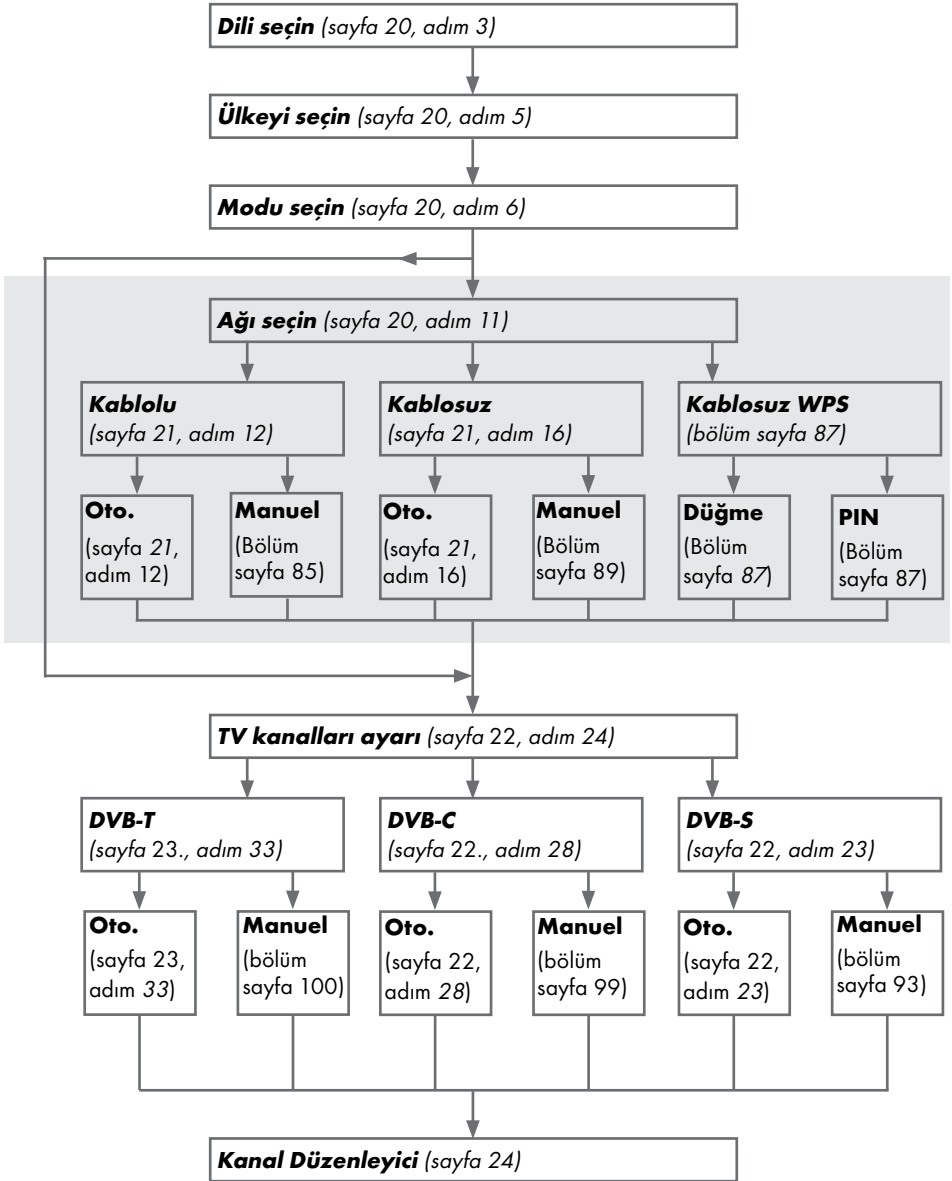 Dili seçin (sayfa 20, adım 3)
Ülkeyi seçin (sayfa 20, adım 5)
Modu seçin (sayfa 20, adım 6)
Ağı seçin (sayfa 20, adım 11)
Kablolu
(sayfa 21, adım 12)
Kablosuz
(sayfa 21, adım 16)
Kablosuz WPS
(bölüm sayfa 87)
Oto.
(sayfa 21,
adım 12)
Manuel
(Bölüm
sayfa 85)
Oto.
(sayfa 21,
adım 16)
Manuel
(Bölüm
sayfa 89)
Düğme
(Bölüm
sayfa 87)
PIN
(Bölüm
sayfa 87)
TV kanalları ayarı (sayfa 22, adım 24)
DVB-T
(sayfa 23., adım 33)
DVB-C
(sayfa 22., adım 28)
DVB-S
(sayfa 22, adım 23)
Oto.
(sayfa 23,
adım 33)
Manuel
(bölüm
sayfa 100)
Oto.
(sayfa 22,
adım 28)
Manuel
(bölüm
sayfa 99)
Oto.
(sayfa 22,
adım 23)
Manuel
(bölüm
sayfa 93)
Kanal Düzenleyici (sayfa 24)